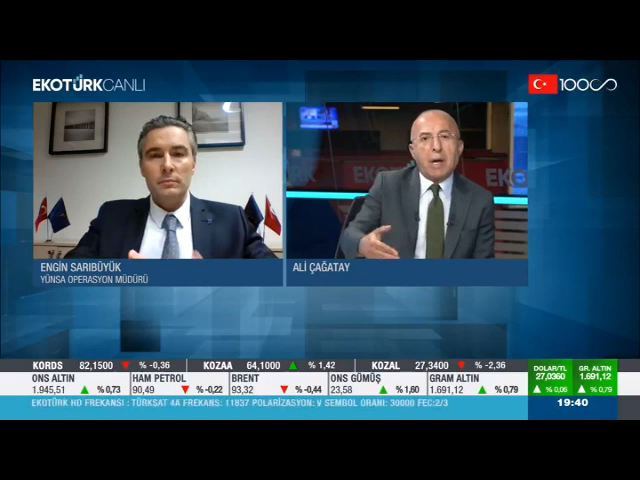 EKOTÜRK CANLI
100
EKOTÜRK
EK
ENGİN SARIBÜYÜK
YÜNSA OPERASYON MÜDÜRÜ
ALİ ÇAĞATAY
KORDS 82,1500 % -0,36 KOZAA 64,1000 % 1,42 KOZAL 27,3400 % -2,36
ONS ALTIN HAM PETROL BRENT ONS GÜMÜŞ GRAM ALTIN
1.945,51 % 0,73 90,49 % -0,22 93,32 % -0,44 23,58 % 1,60 1.691,12 % 0,79
DOLAR/TL GR. ALTIN
27,0360 1.691,12
% 0,05 % 0,79
EKOTÜRK HD FREKANSI : TÜRKSAT 4A FREKANS: 11837 POLARİZASYON: V SEMBOL ORANI: 30000 FEC:2/3
19:40